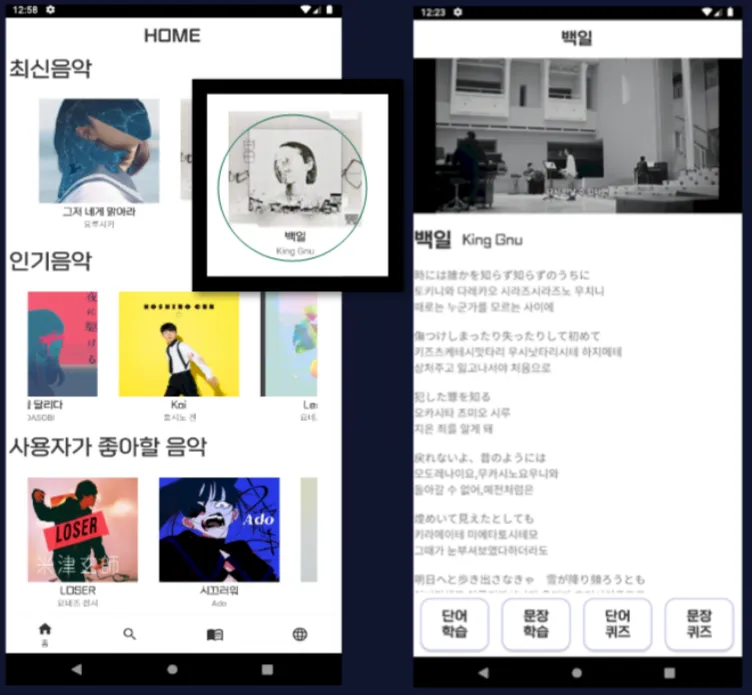 12:58
HOME
최신음악
그저 네게 맑아라
요루시카
백일
King Gnu
인기음악
夜に駆ける
HOSHINO GEN
달리다
OASOBI
Koi
호시노 겐
Le
요네
사용자가 좋아할 음악
LOSER
米津玄師
Ado
LOSER
요네즈 켄시
시끄러워
Ado
홈
12:23
백일
백일 King Gnu
時には誰かを知らず知らずのうちに
토키니와 다레카오 시라즈시라즈노 우치니
때로는 누군가를 모르는 사이에
傷つけしまったり失ったりして初めて
키즈츠케테시맛타리 우시낫타리시테 하지메테
상처주고 잃고나서야 처음으로
犯した罪を知る
오카시타 츠미오 시루
지은 죄를 알게 돼
戻れないよ、昔のようには
모도레나이요,무카시노요우니와
돌아갈 수 없어,예전처럼은
煌めいて見えたとしても
키라메이테 미에타토시테모
그때가 눈부셔보였다하더라도
明日へと歩き出さなきゃ 雪が降り頻ろうとも
단어
학습
문장
학습
단어
퀴즈
문장
퀴즈